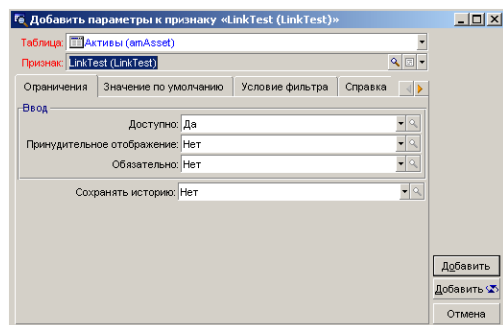 Добавить параметры к признаку «LinkTest (LinkTest)»
Таблица: Активы (amAsset)
Признак: LinkTest (LinkTest)
Ограничения Значение по умолчанию Условие фильтра Справка
Ввод
Доступно: Да
Принудительное отображение: Нет
Обязательно: Нет
Сохранять историю: Нет
Добавить
Добавить
Отмена